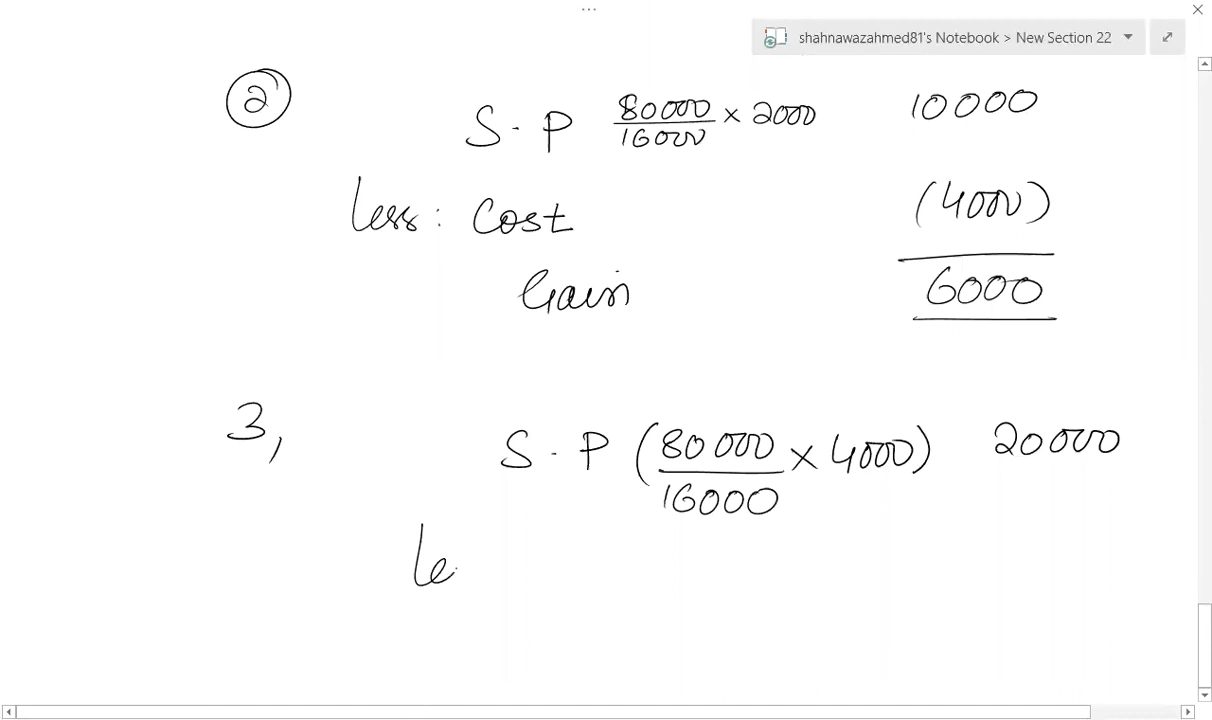 shahnawazahmed81's Notebook > New Section 22
2
S.P 80000/16000 × 2000 10000
Less: Cost (4000)
Gain 6000
3,
S.P (80000/16000 × 4000) 20000
Le